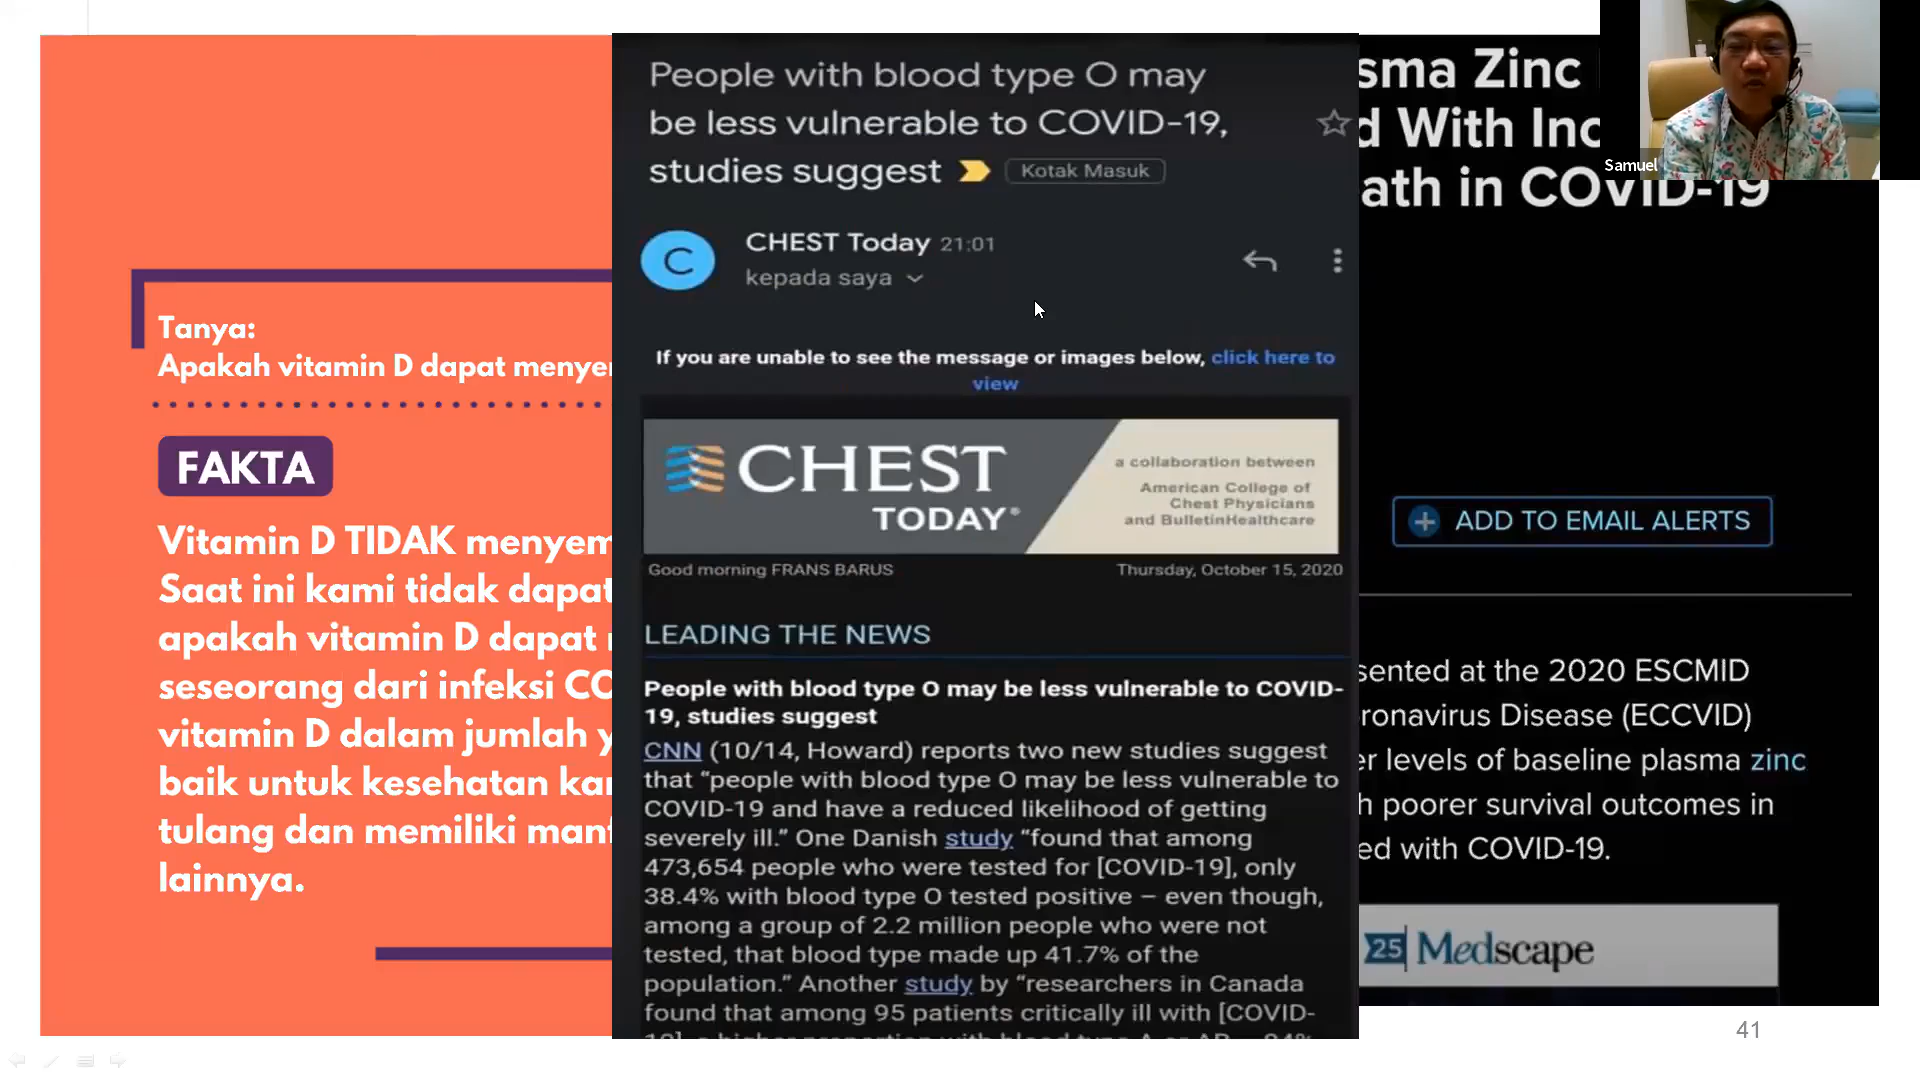 Tanya:
Apakah vitamin D dapat
FAKTA
Vitamin D TIDAK
Saat ini kami tidak dapat
apakah vitamin D dapat
seseorang dari infeksi
vitamin D dalam jumlah
baik untuk kesehatan
tulang dan memiliki
lainnya.
People with blood type O may
be less vulnerable to COVID-19,
studies suggest Kotak Masuk
C
CHEST Today 21:01
kepada saya
If you are unable to see the message or images below, click here to
view
CHEST
TODAY®
a collaboration between
American College of
Chest Physicians
and BulletinHealthcare
Good morning FRANS BARUS
Thursday, October 15, 2020
LEADING THE NEWS
People with blood type O may be less vulnerable to COVID-
19, studies suggest
CNN (10/14, Howard) reports two new studies suggest
that “people with blood type O may be less vulnerable to
COVID-19 and have a reduced likelihood of getting
severely ill.” One Danish study “found that among
473,654 people who were tested for [COVID-19], only
38.4% with blood type O tested positive – even though,
among a group of 2.2 million people who were not
tested, that blood type made up 41.7% of the
population.” Another study by “researchers in Canada
found that among 95 patients critically ill with [COVID-
sma Zinc
d With Inc
ath in COVID-19
Samuel
ADD TO EMAIL ALERTS
sented at the 2020 ESCMID
ronavirus Disease (ECCVID)
er levels of baseline plasma zinc
h poorer survival outcomes in
ed with COVID-19.
25 Medscape
41